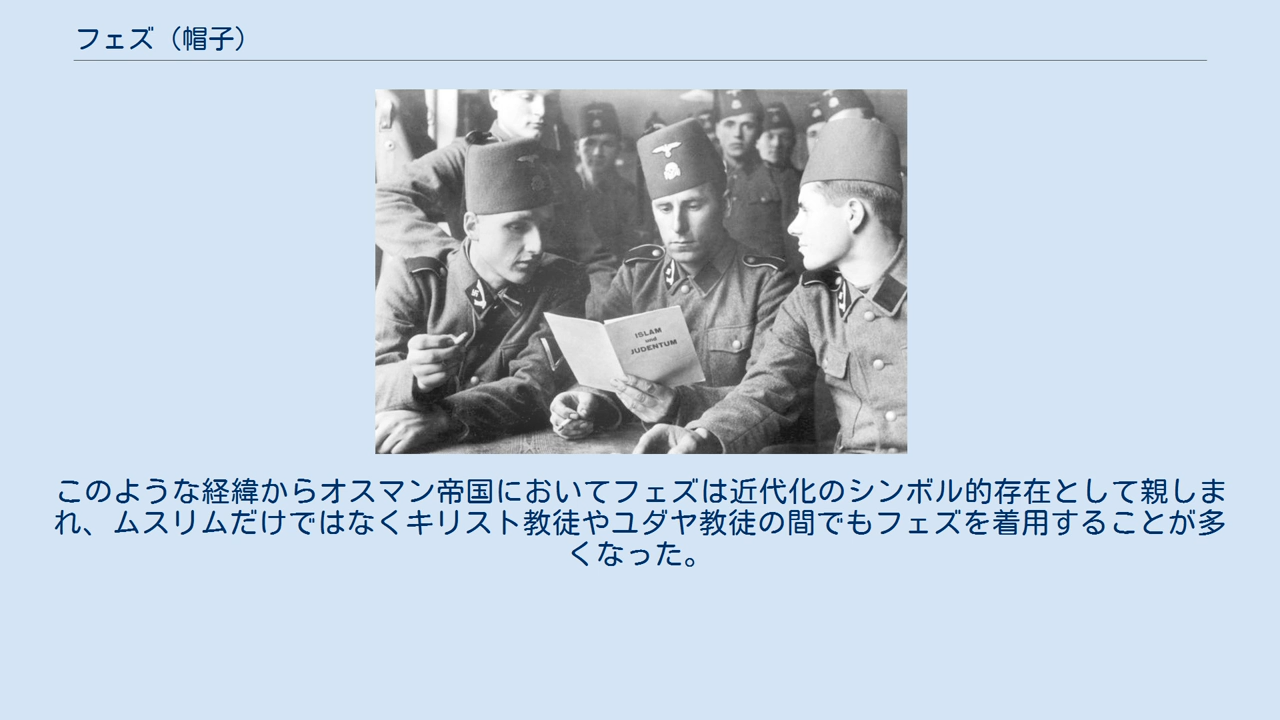 フェズ（帽子）
ISLAM
und
JUDENTUM
このような経緯からオスマン帝国においてフェズは近代化のシンボル的存在として親しま
れ、ムスリムだけではなくキリスト教徒やユダヤ教徒の間でもフェズを着用することが多
くなった。